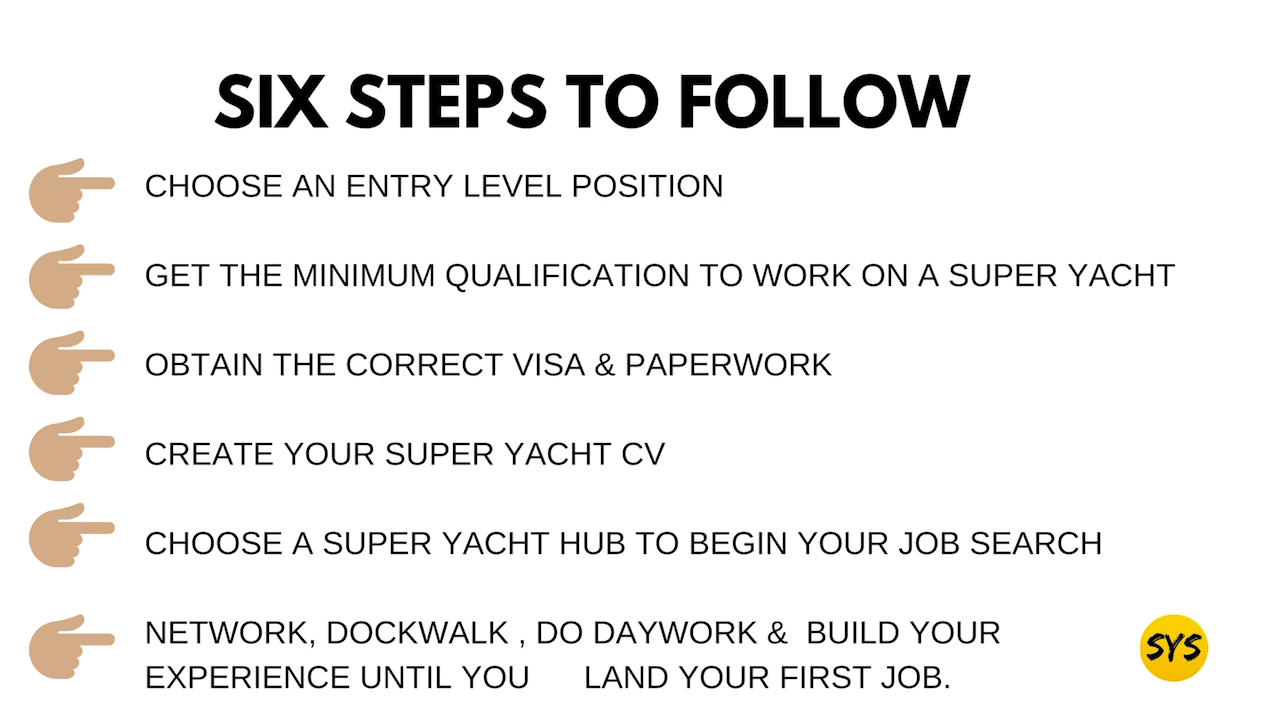 SIX STEPS TO FOLLOW
CHOOSE AN ENTRY LEVEL POSITION
GET THE MINIMUM QUALIFICATION TO WORK ON A SUPER YACHT
OBTAIN THE CORRECT VISA & PAPERWORK
CREATE YOUR SUPER YACHT CV
CHOOSE A SUPER YACHT HUB TO BEGIN YOUR JOB SEARCH
NETWORK, DOCKWALK , DO DAYWORK &  BUILD YOUR
EXPERIENCE UNTIL YOU      LAND YOUR FIRST JOB.
SYS